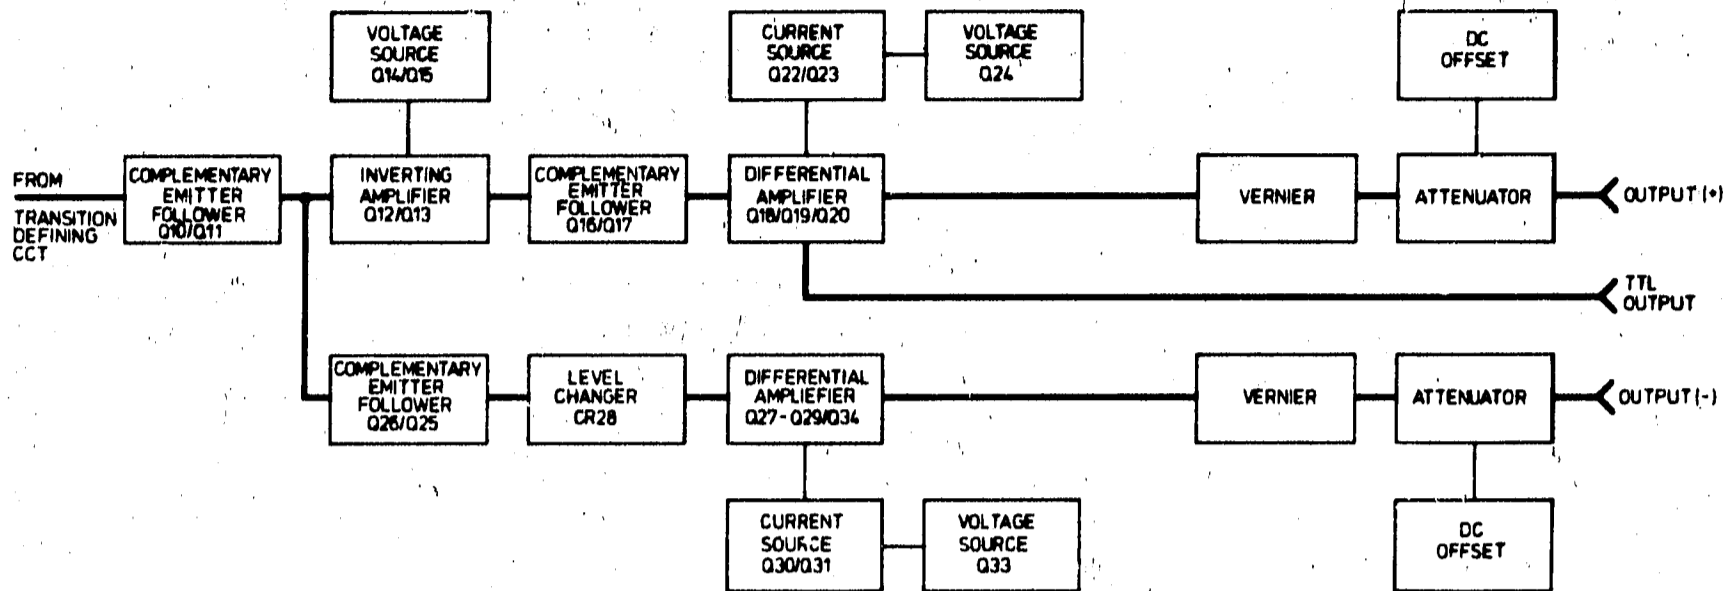 VOLTAGE
SOURCE
Q14/Q15
CURRENT
SOURCE
Q22/Q23
VOLTAGE
SOURCE
Q24
DC
OFFSET
FROM
TRANSITION
DEFINING
CCT
COMPLEMENTARY
EMITTER
FOLLOWER
Q10/Q11
INVERTING
AMPLIFIER
Q12/Q13
COMPLEMENTARY
EMITTER
FOLLOWER
Q16/Q17
DIFFERENTIAL
AMPLIFIER
Q18/Q19/Q20
VERNIER
ATTENUATOR
OUTPUT (+)
TTL
OUTPUT
COMPLEMENTARY
EMITTER
FOLLOWER
Q26/Q25
LEVEL
CHANGER
CR28
DIFFERENTIAL
AMPLIEFIER
Q27-Q29/Q34
VERNIER
ATTENUATOR
OUTPUT (-)
CURRENT
SOURCE
Q30/Q31
VOLTAGE
SOURCE
Q33
DC
OFFSET